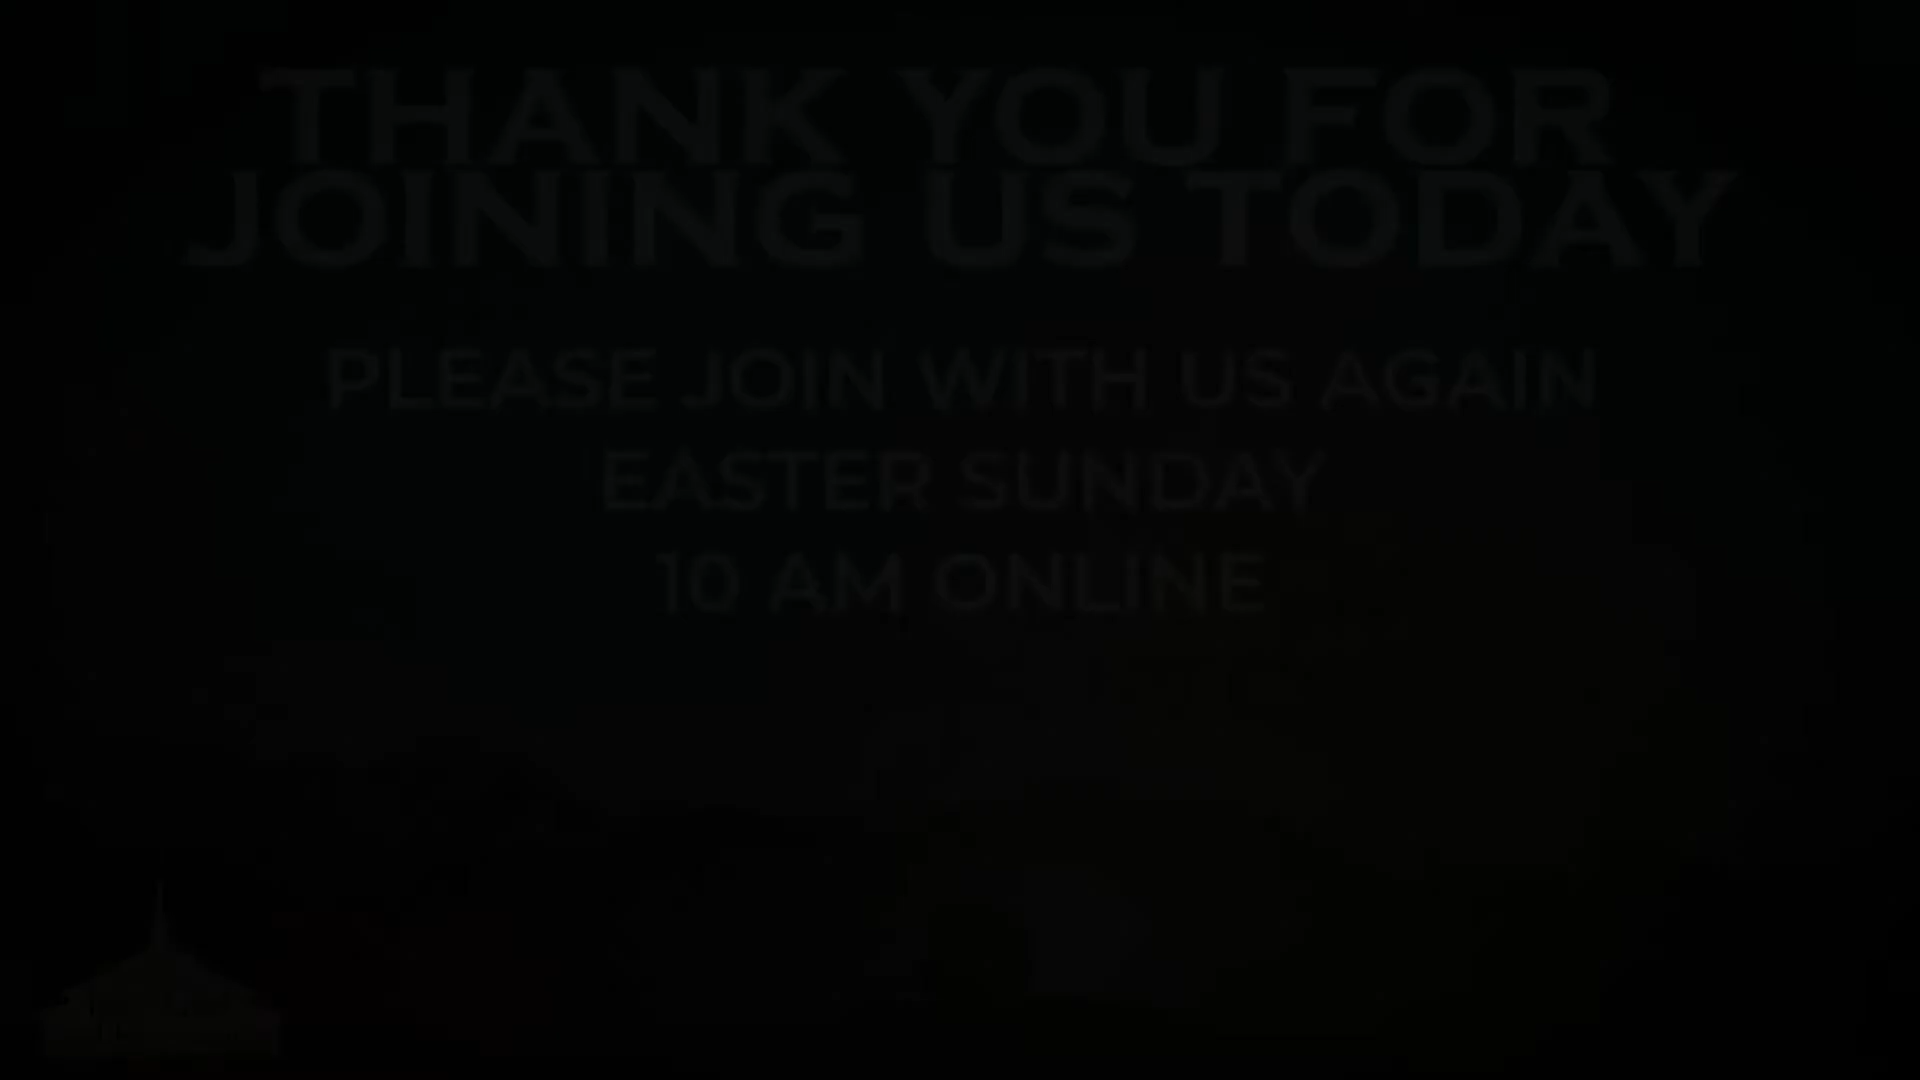 THANK YOU FOR
JOINING US TODAY
PLEASE JOIN WITH US AGAIN
EASTER SUNDAY
10 AM ONLINE